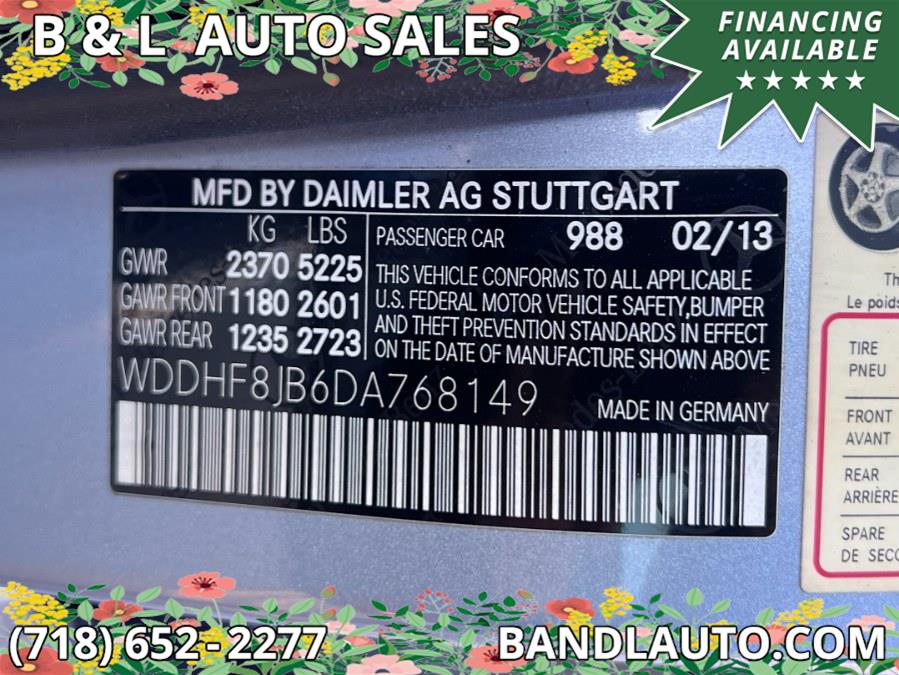 B & L AUTO SALES
FINANCING
AVAILABLE
MFD BY DAIMLER AG STUTTGART
KG LBS
GVWR 2370 5225
GAWR FRONT 1180 2601
GAWR REAR 1235 2723
PASSENGER CAR 988 02/13
THIS VEHICLE CONFORMS TO ALL APPLICABLE
U.S. FEDERAL MOTOR VEHICLE SAFETY, BUMPER
AND THEFT PREVENTION STANDARDS IN EFFECT
ON THE DATE OF MANUFACTURE SHOWN ABOVE
WDDHF8JB6DA768149
MADE IN GERMANY
Th
Le poids
TIRE
PNEU
FRONT
AVANT
REAR
ARRIÈRE
SPARE
DE SECO
(718) 652-2277
BANDLAUTO.COM